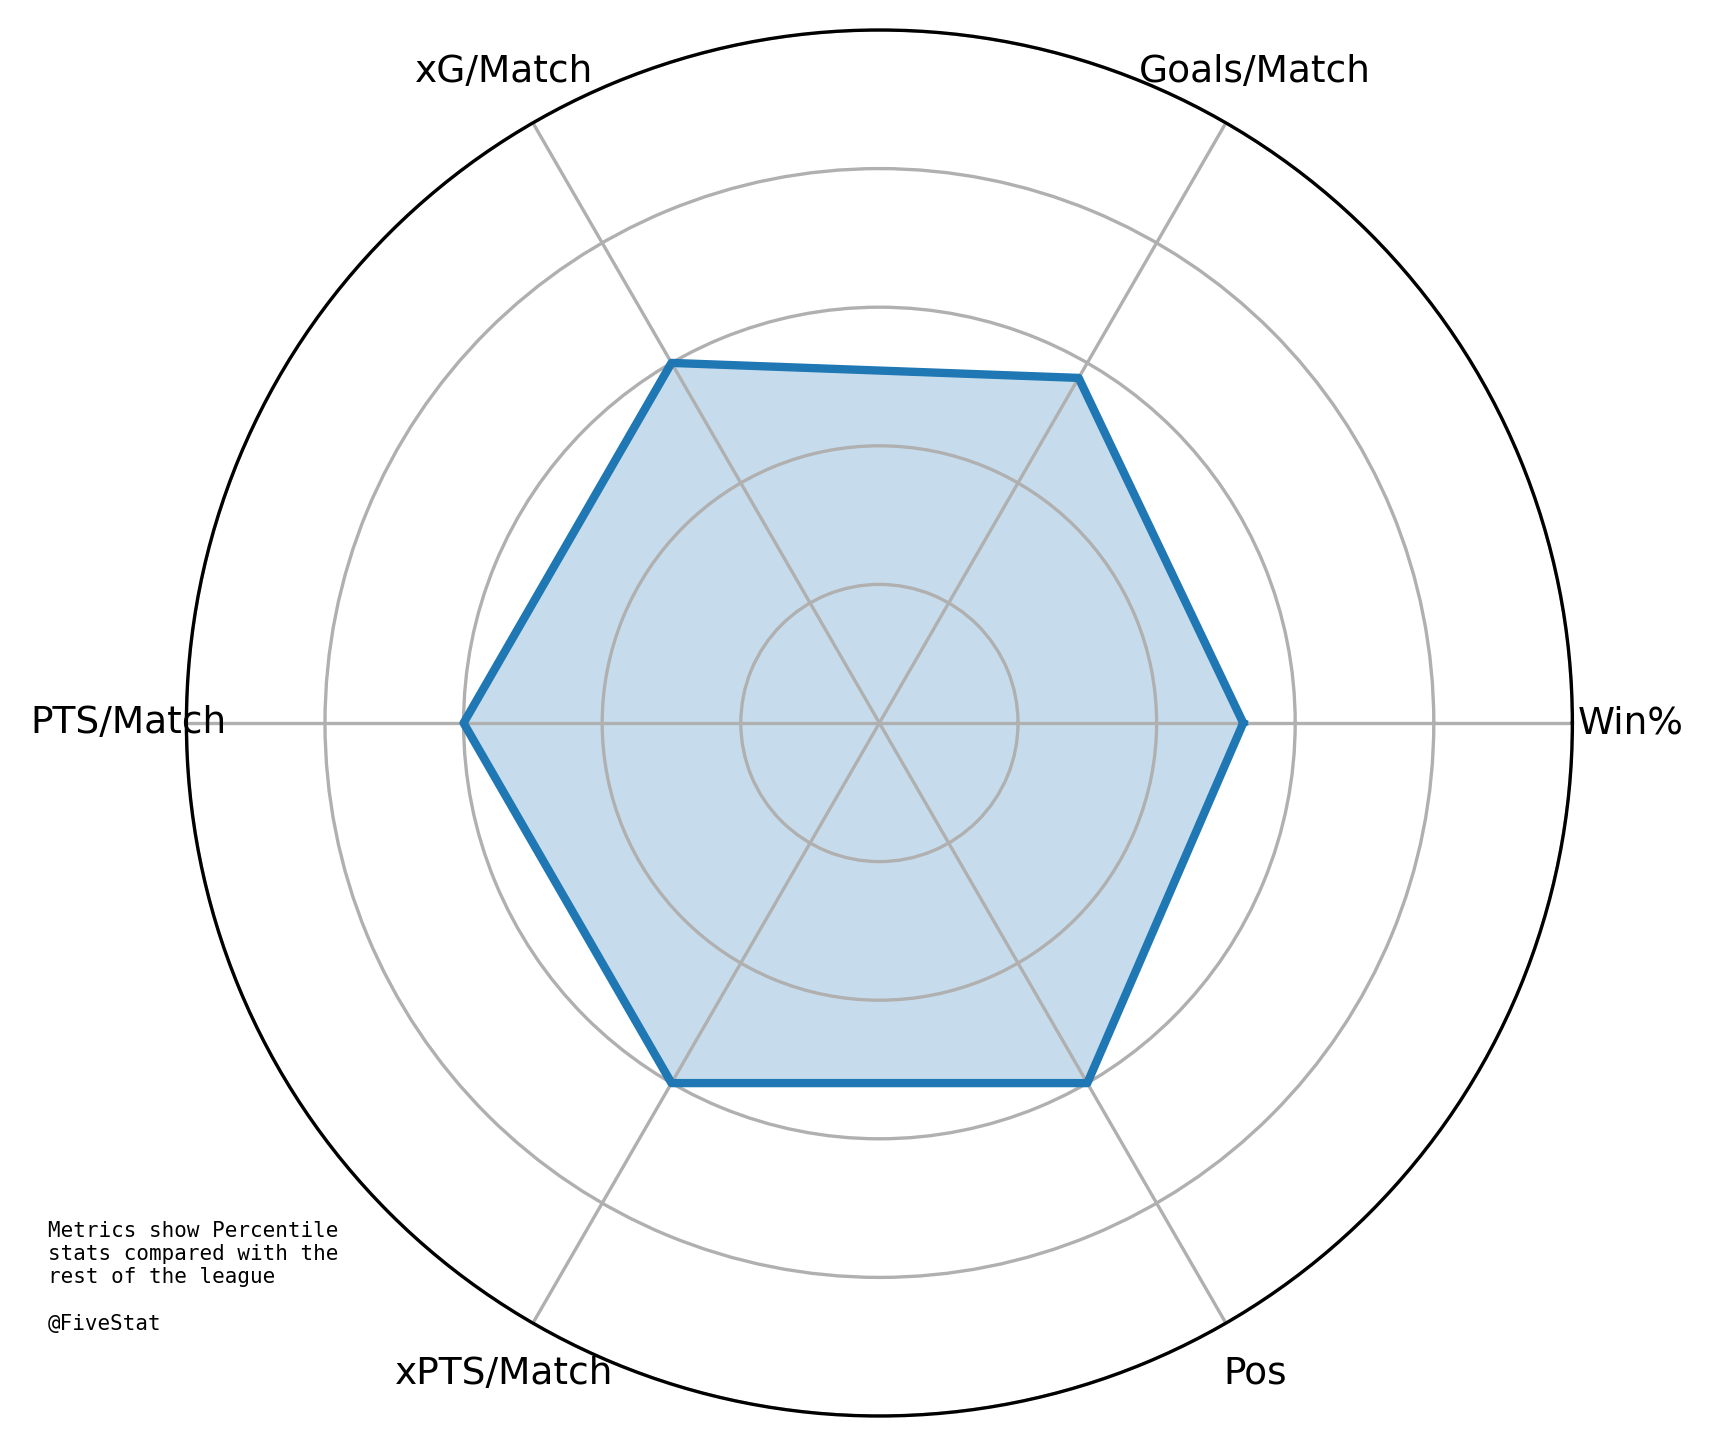 xG/Match
Goals/Match
PTS/Match
Win%
Metrics show Percentile
stats compared with the
rest of the league
@FiveStat
xPTS/Match
Pos